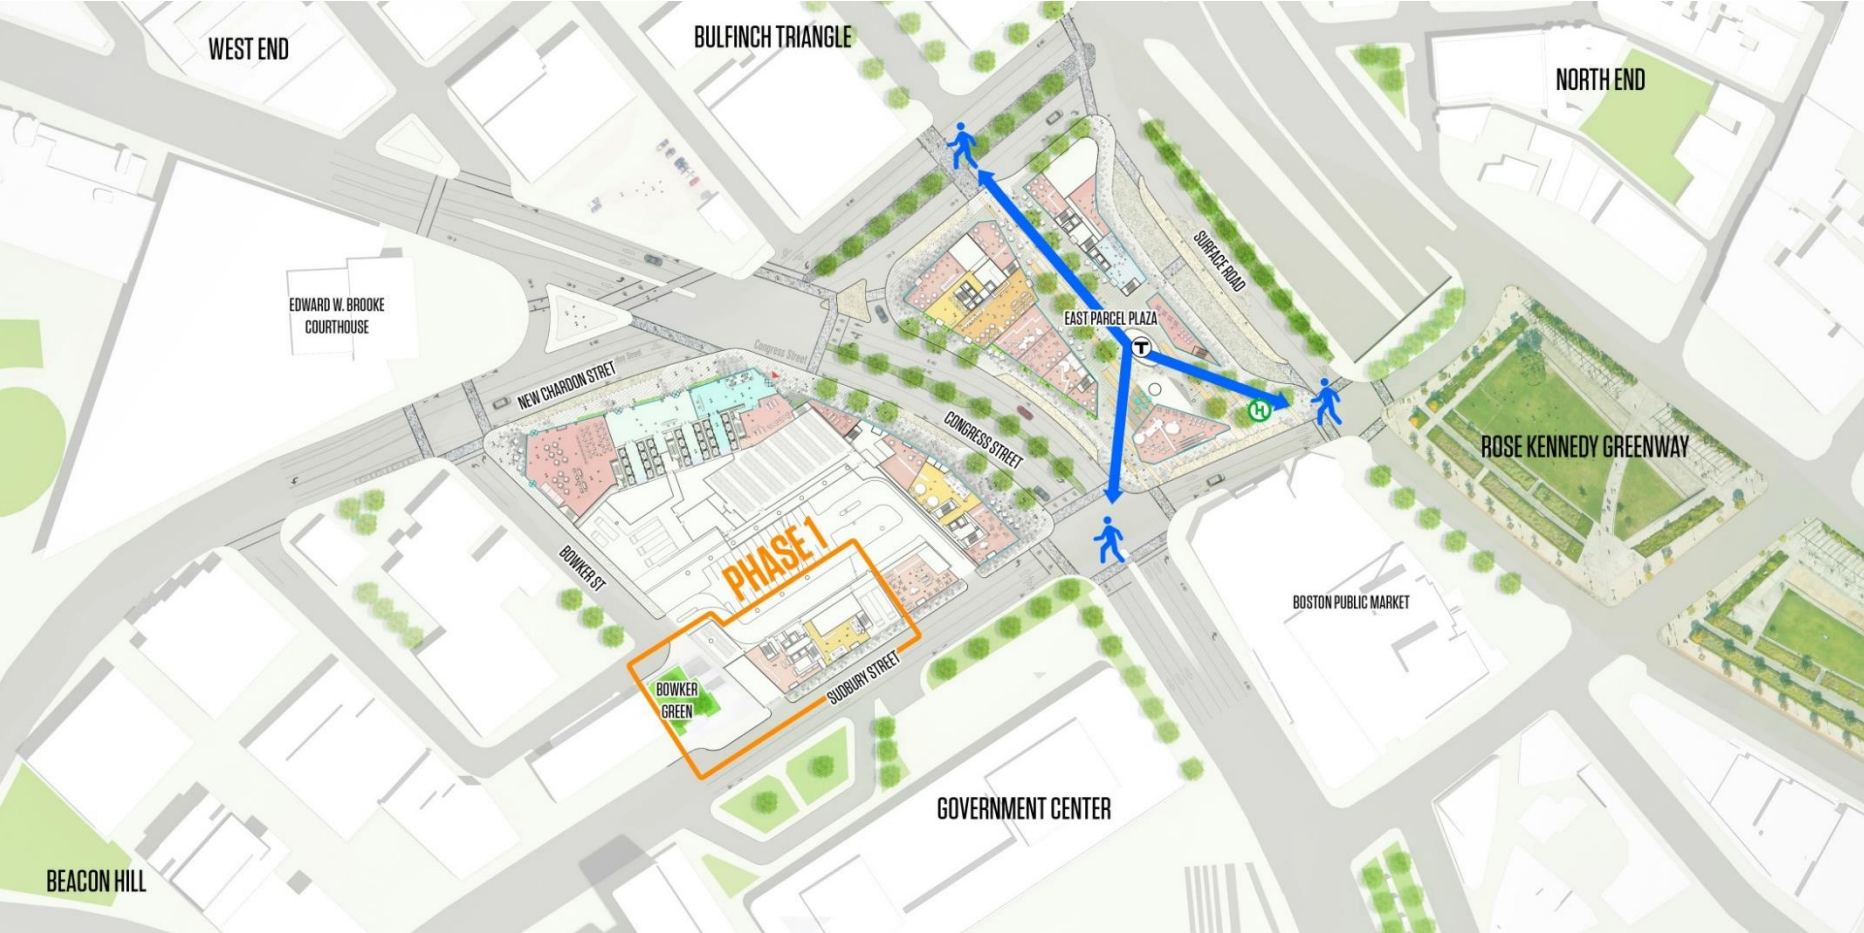 WEST END
BULFINCH TRIANGLE
NORTH END
EDWARD W. BROOKE
COURTHOUSE
SURFACE ROAD
EAST PARCEL PLAZA
T
H
NEW CHARDON STRET
Congress Street
CONGRESS STREET
ROSE KENNEDY GREENWAY
BOWKER ST
PHASE 1
BOSTON PUBLIC MARKET
BOWKER
GREEN
SUDBURY STREET
GOVERNMENT CENTER
BEACON HILL